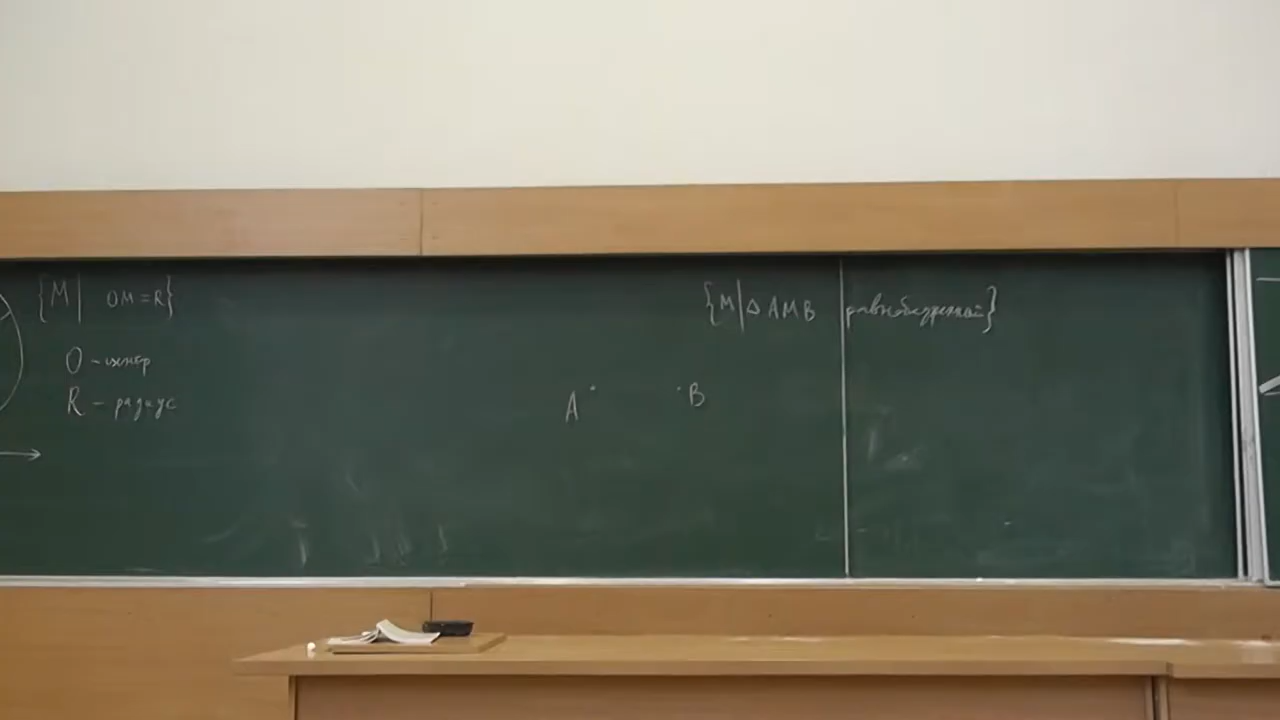 {M| OM=R}
O - центр
R - радиус
{M|△AMB равнобедренный}
A B